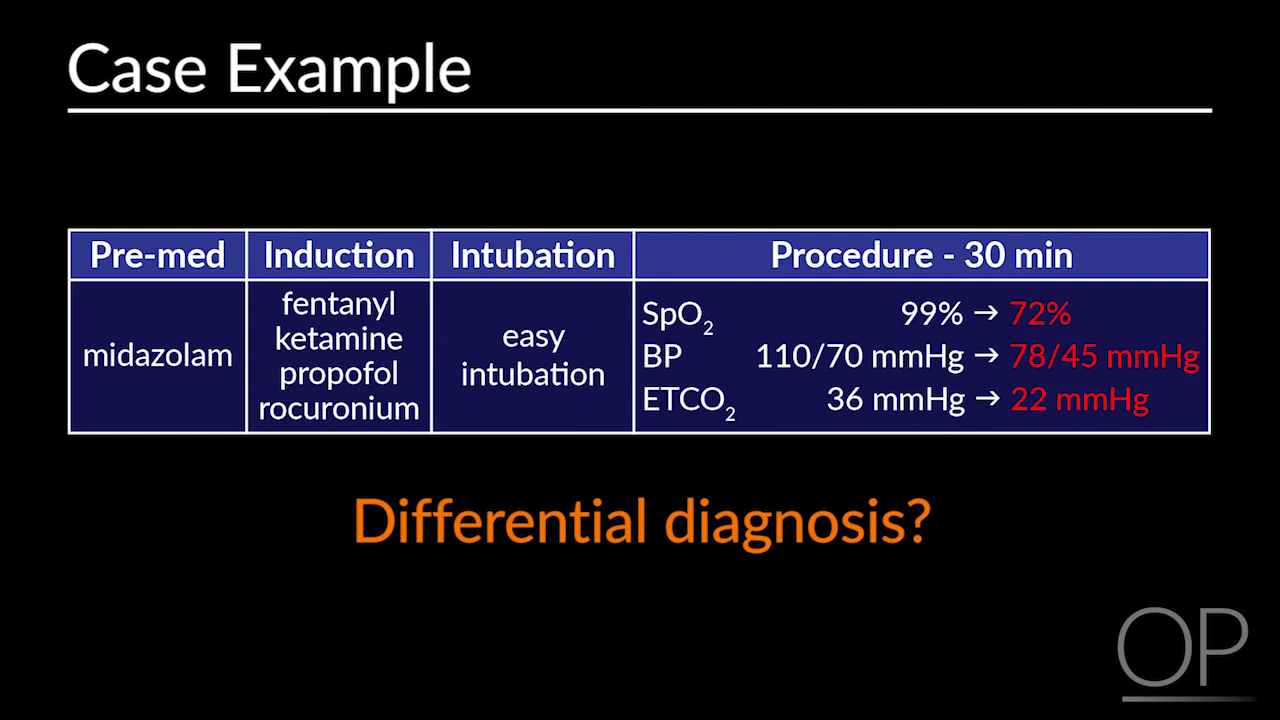 Case Example
Pre-med Induction Intubation Procedure - 30 min
midazolam
fentanyl
ketamine
propofol
rocuronium
easy
intubation
SpO₂ 99% → 72%
BP 110/70 mmHg → 78/45 mmHg
ETCO₂ 36 mmHg → 22 mmHg
Differential diagnosis?
OP